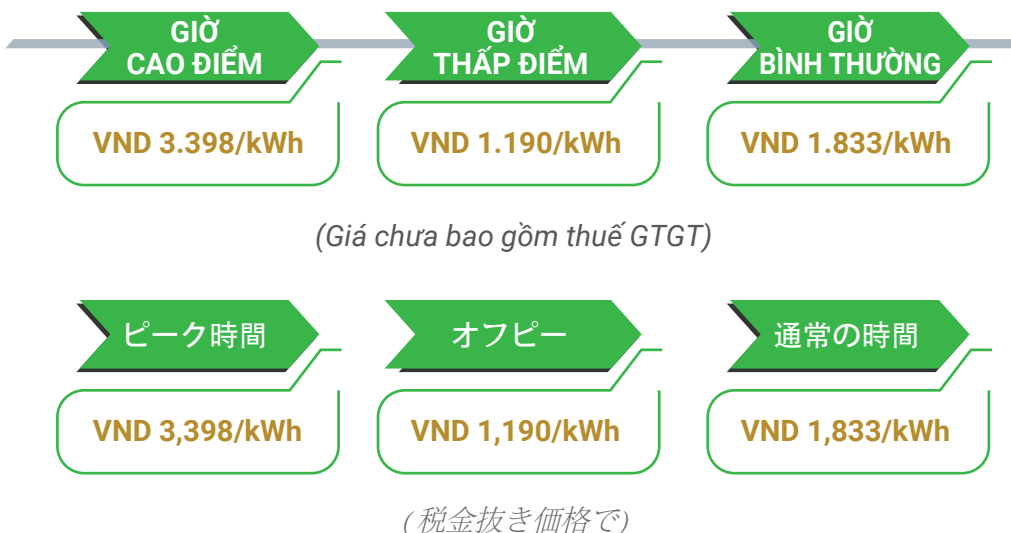 GIỜ
CAO ĐIỂM
GIỜ
THẤP ĐIỂM
GIỜ
BÌNH THƯỜNG
VND 3.398/kWh
VND 1.190/kWh
VND 1.833/kWh
(Giá chưa bao gồm thuế GTGT)
ピーク時間
オフピー
通常の時間
VND 3,398/kWh
VND 1,190/kWh
VND 1,833/kWh
(税金抜き価格で)